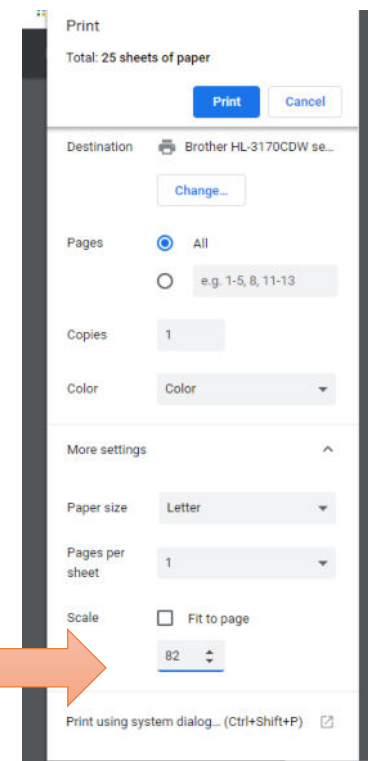 Print
Total: 25 sheets of paper
Print Cancel
Destination Brother HL-3170CDW se...
Change...
Pages All
e.g. 1-5, 8, 11-13
Copies 1
Color Color
More settings
Paper size Letter
Pages per
sheet
1
Scale Fit to page
82
Print using system dialog... (Ctrl+Shift+P)